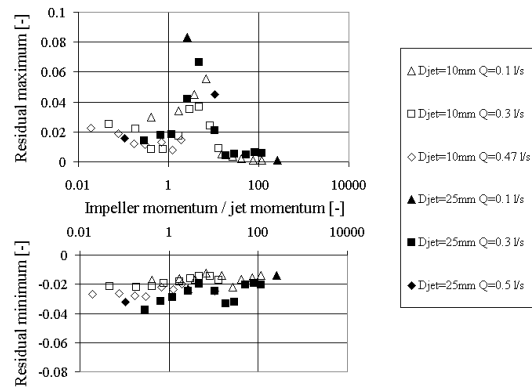 Residual maximum [-]
0.1
0.08
0.06
0.04
0.02
0
0.01 1 100 10000
Impeller momentum / jet momentum [-]
0.01 1 100 10000
Residual minimum [-]
0
-0.02
-0.04
-0.06
-0.08
Djet=10mm Q=0.1 l/s
Djet=10mm Q=0.3 l/s
Djet=10mm Q=0.47 l/s
Djet=25mm Q=0.1 l/s
Djet=25mm Q=0.3 l/s
Djet=25mm Q=0.5 l/s